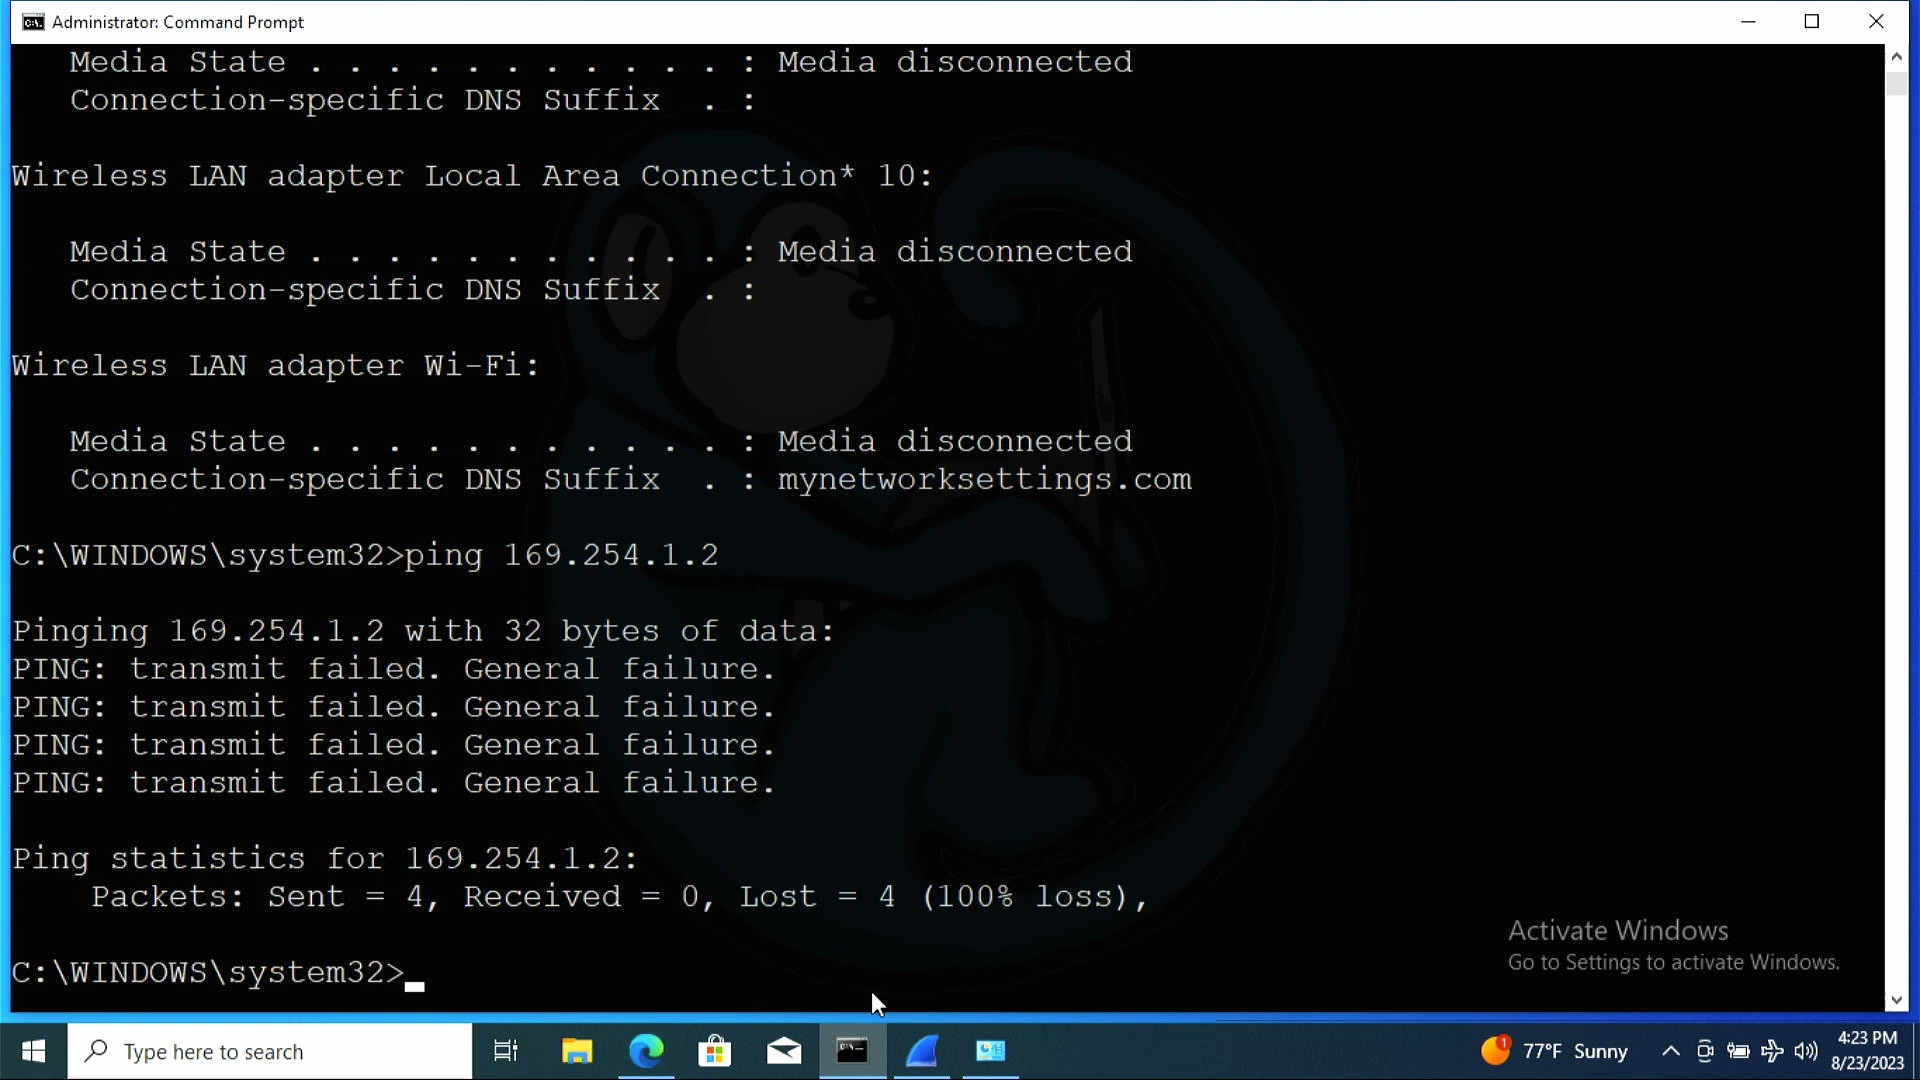 Administrator: Command Prompt
Media State . . . . . . . . . . . : Media disconnected
Connection-specific DNS Suffix  . :
Wireless LAN adapter Local Area Connection* 10:
Media State . . . . . . . . . . . : Media disconnected
Connection-specific DNS Suffix  . :
Wireless LAN adapter Wi-Fi:
Media State . . . . . . . . . . . : Media disconnected
Connection-specific DNS Suffix  . : mynetworksettings.com
C:\WINDOWS\system32>ping 169.254.1.2
Pinging 169.254.1.2 with 32 bytes of data:
PING: transmit failed. General failure.
PING: transmit failed. General failure.
PING: transmit failed. General failure.
PING: transmit failed. General failure.
Ping statistics for 169.254.1.2:
Packets: Sent = 4, Received = 0, Lost = 4 (100% loss),
C:\WINDOWS\system32>
Activate Windows
Go to Settings to activate Windows.
Type here to search
1
77°F Sunny
4:23 PM
8/23/2023